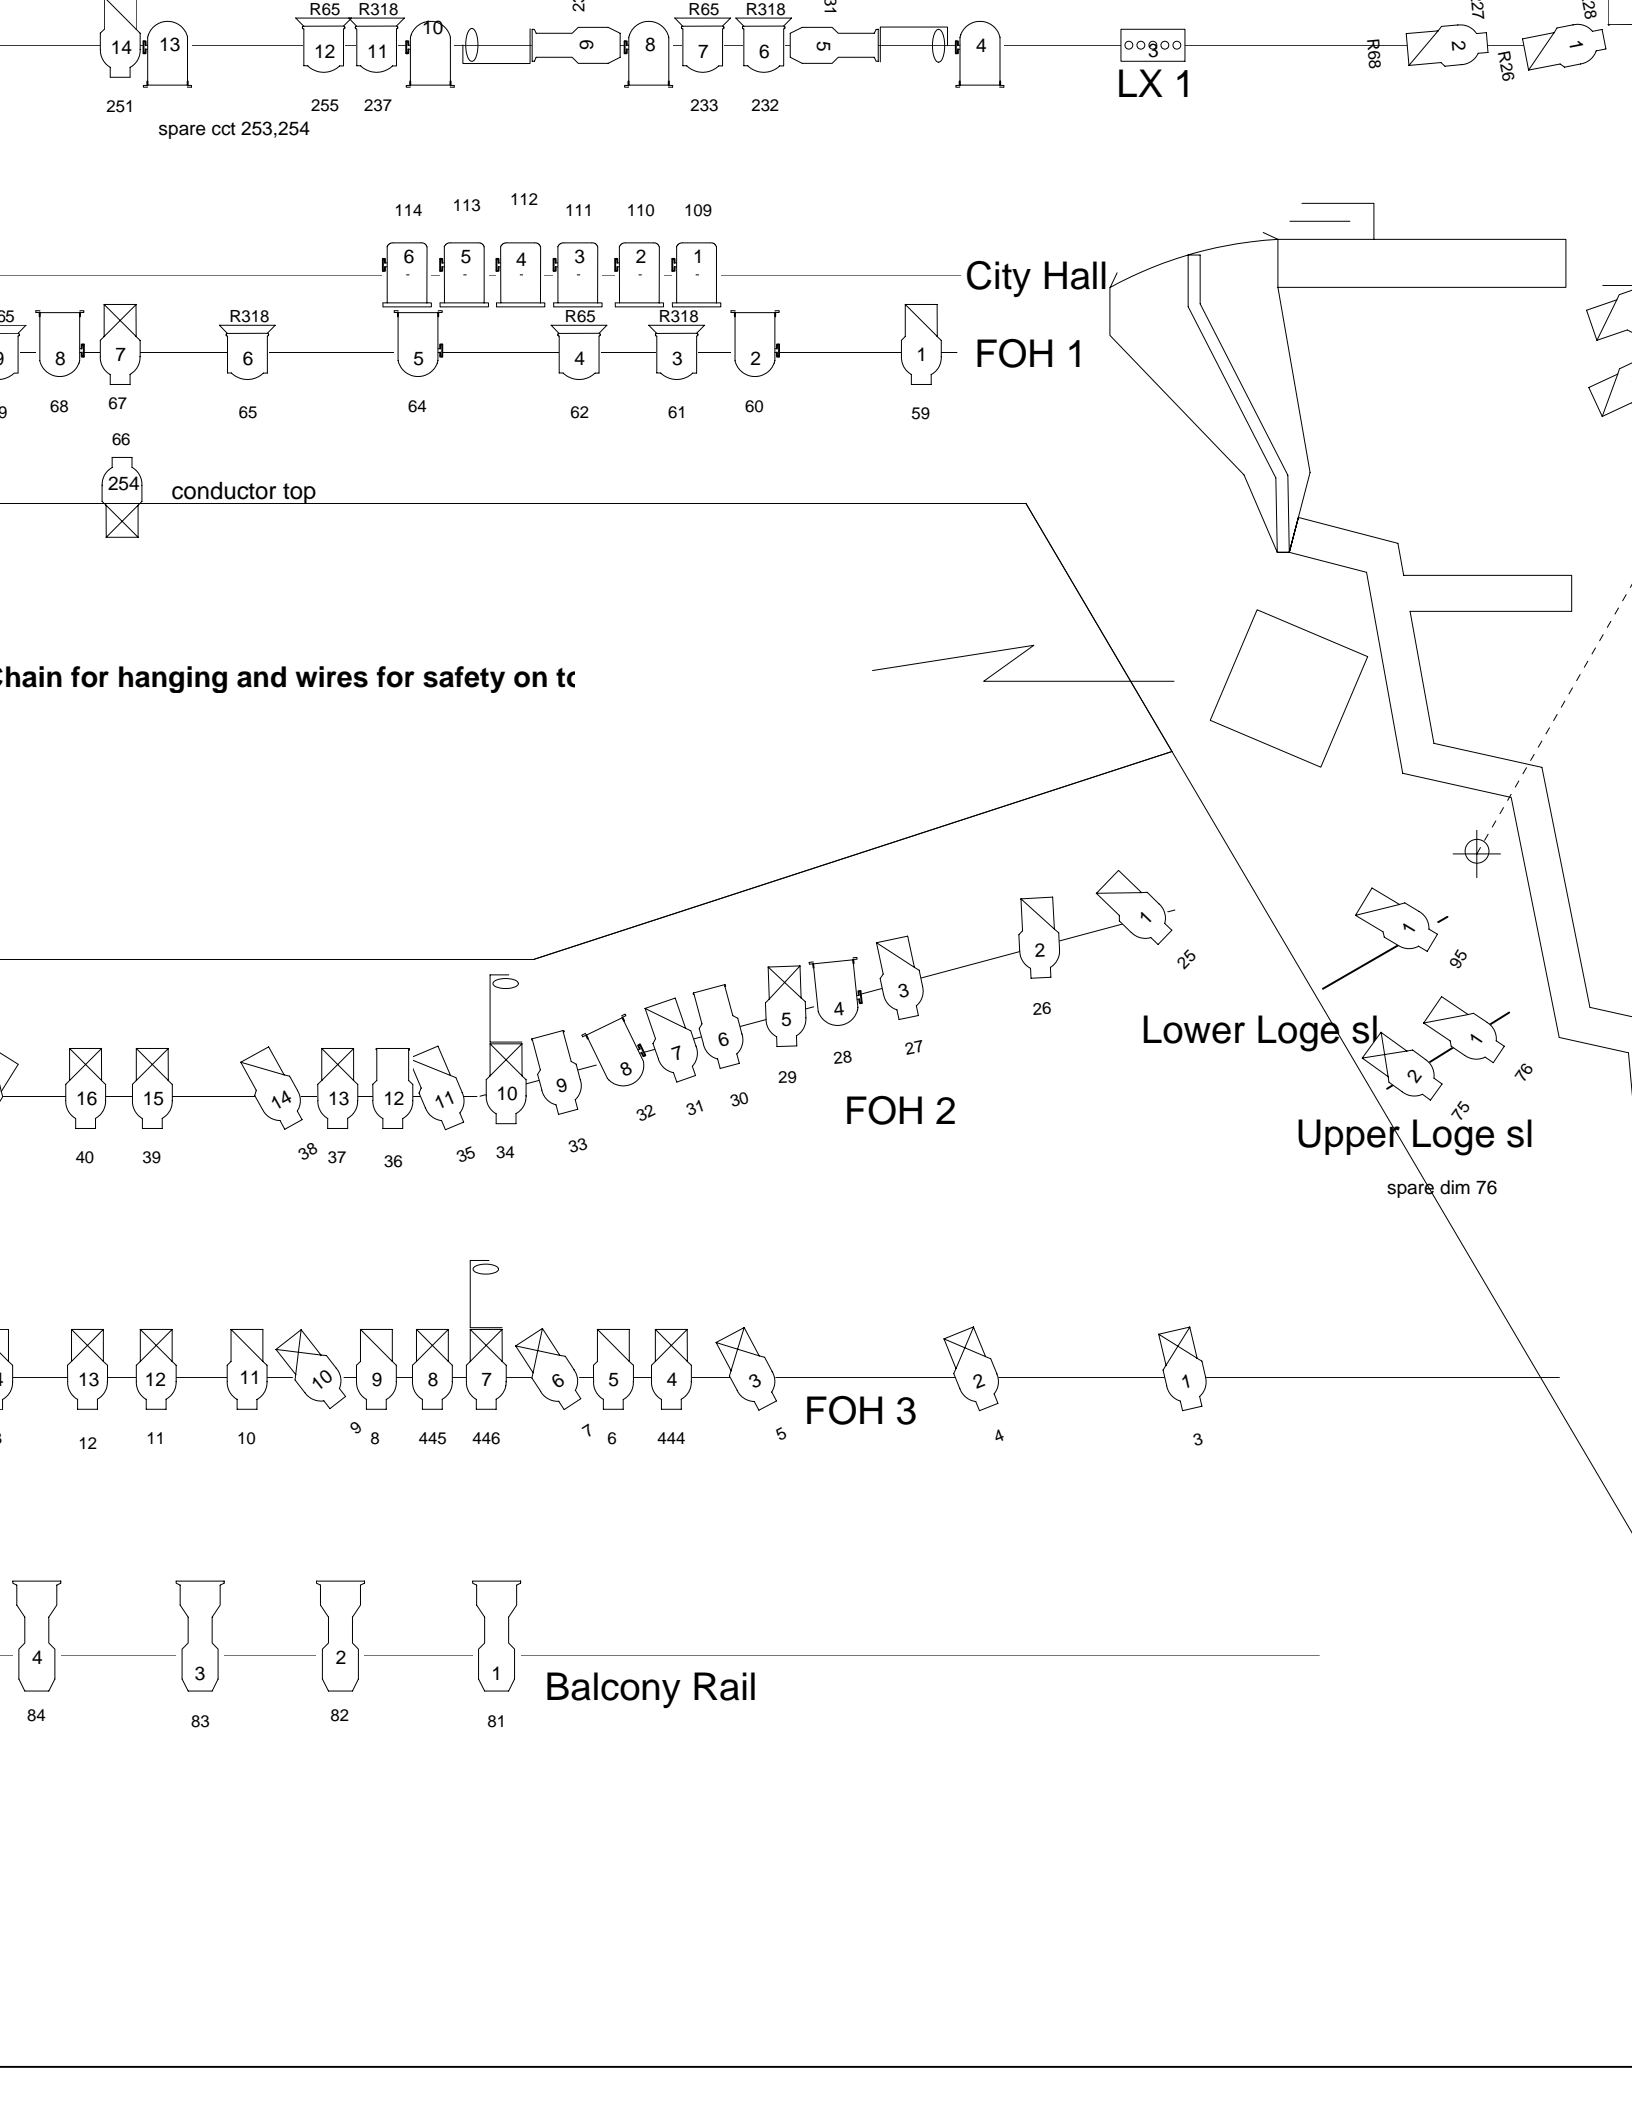 R65 R318 R65 R318
14 13 12 11 10 9 8 7 6 5 4 3 2 1
R68 R26
LX 1
251 255 237 233 232
spare cct 253,254
114 113 112 111 110 109
6 5 4 3 2 1
- - - - - -
City Hall
R318 R65 R318
8 7 6 5 4 3 2 1
FOH 1
68 67 65 64 62 61 60 59
66
254
conductor top
hain for hanging and wires for safety on
1
95
Lower Loge sl
1
2
76
75
Upper Loge sl
spare dim 76
16 15 14 13 12 11 10 9 8 7 6 5 4 3 2 1
40 39 38 37 36 35 34 33 32 31 30 29 28 27 26 25
FOH 2
13 12 11 10 9 8 7 6 5 4 3 2 1
FOH 3
12 11 10 9 8 445 446 7 6 444 5 4 3
4 3 2 1
Balcony Rail
84 83 82 81